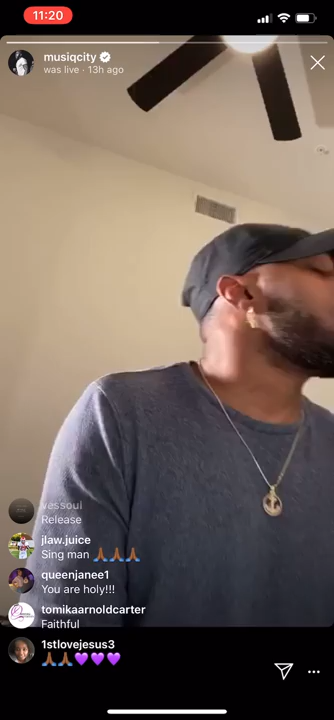 11:20
musiqcity
was live · 13h ago
vessoul
Release
jlaw.juice
Sing man 🙏🏾🙏🏾🙏🏾
queenjanee1
You are holy!!!
tomikaarnoldcarter
Faithful
1stlovejesus3
🙏🏾🙏🏾💜💜💜